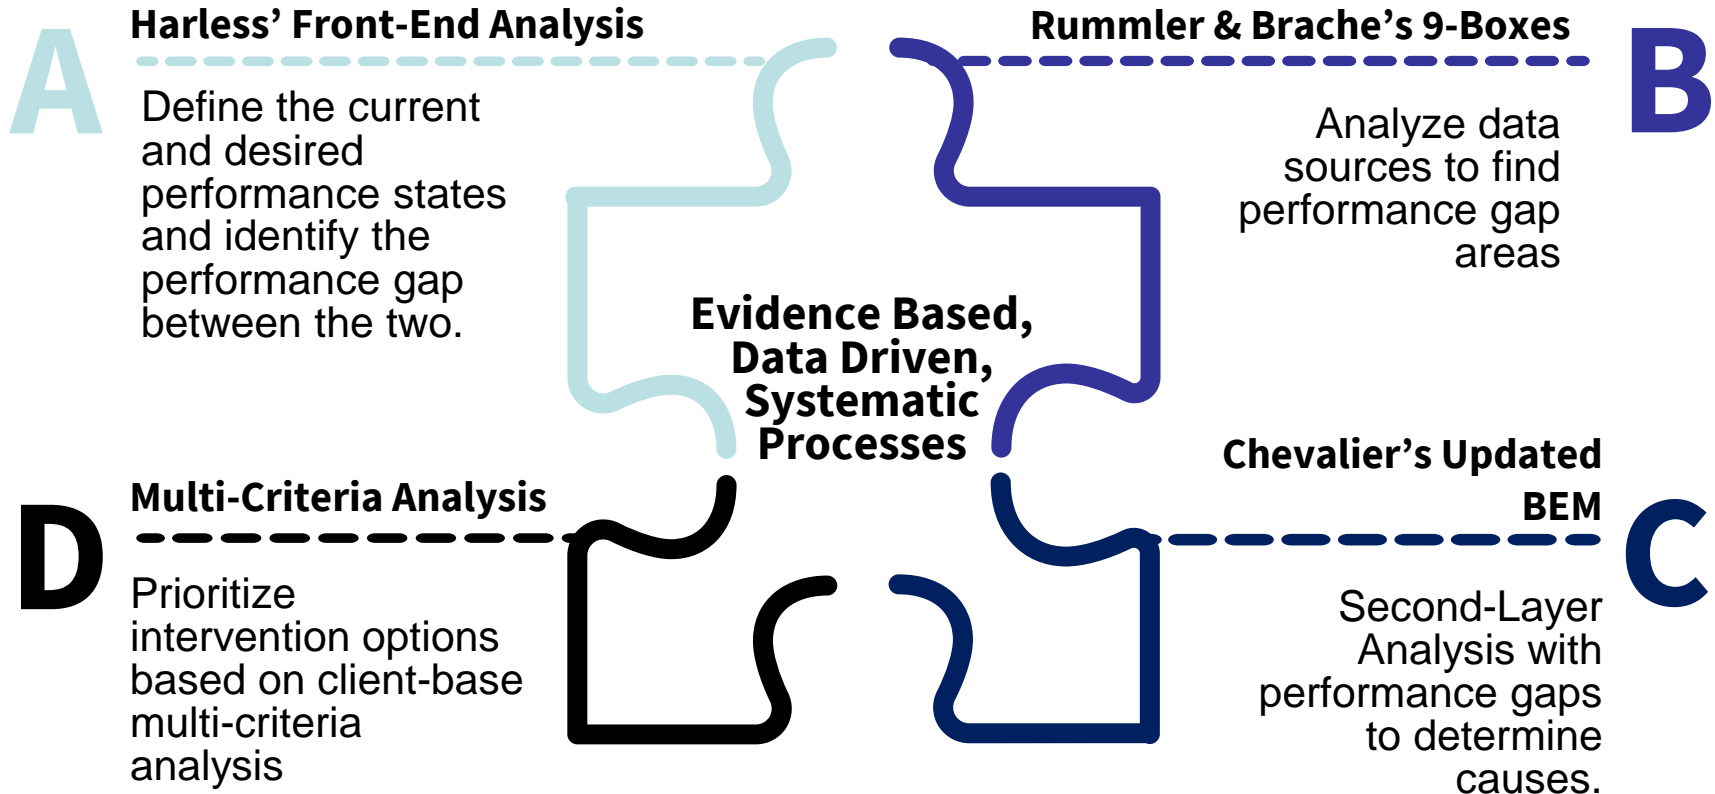 A
Harless’ Front-End Analysis
Define the current
and desired
performance states
and identify the
performance gap
between the two.
Rummler & Brache’s 9-Boxes
B
Analyze data
sources to find
performance gap
areas
Evidence Based,
Data Driven,
Systematic
Processes
Chevalier’s Updated
BEM
C
Second-Layer
Analysis with
performance gaps
to determine
causes.
D
Multi-Criteria Analysis
Prioritize
intervention options
based on client-base
multi-criteria
analysis